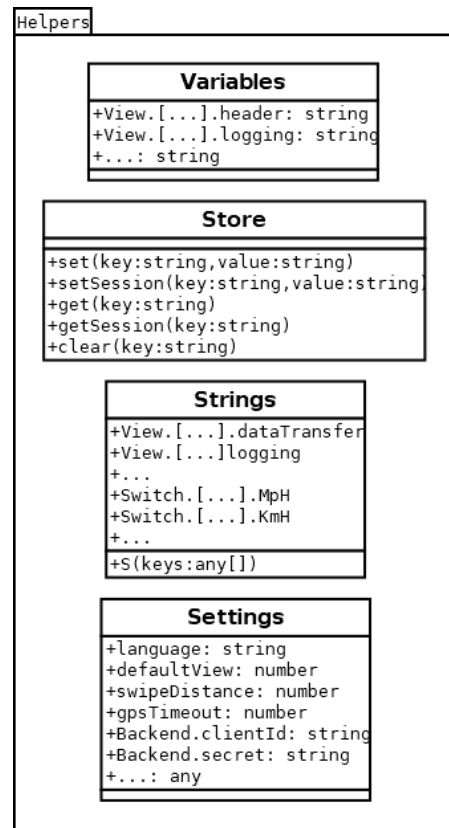 Helpers
Variables
+View.[...].header: string
+View.[...].logging: string
+...: string
Store
+set(key:string,value:string)
+setSession(key:string,value:string)
+get(key:string)
+getSession(key:string)
+clear(key:string)
Strings
+View.[...].dataTransfer
+View.[...]logging
+...
+Switch.[...].MpH
+Switch.[...].KmH
+...
+S(keys:any[])
Settings
+language: string
+defaultView: number
+swipeDistance: number
+gpsTimeout: number
+Backend.clientId: string
+Backend.secret: string
+...: any